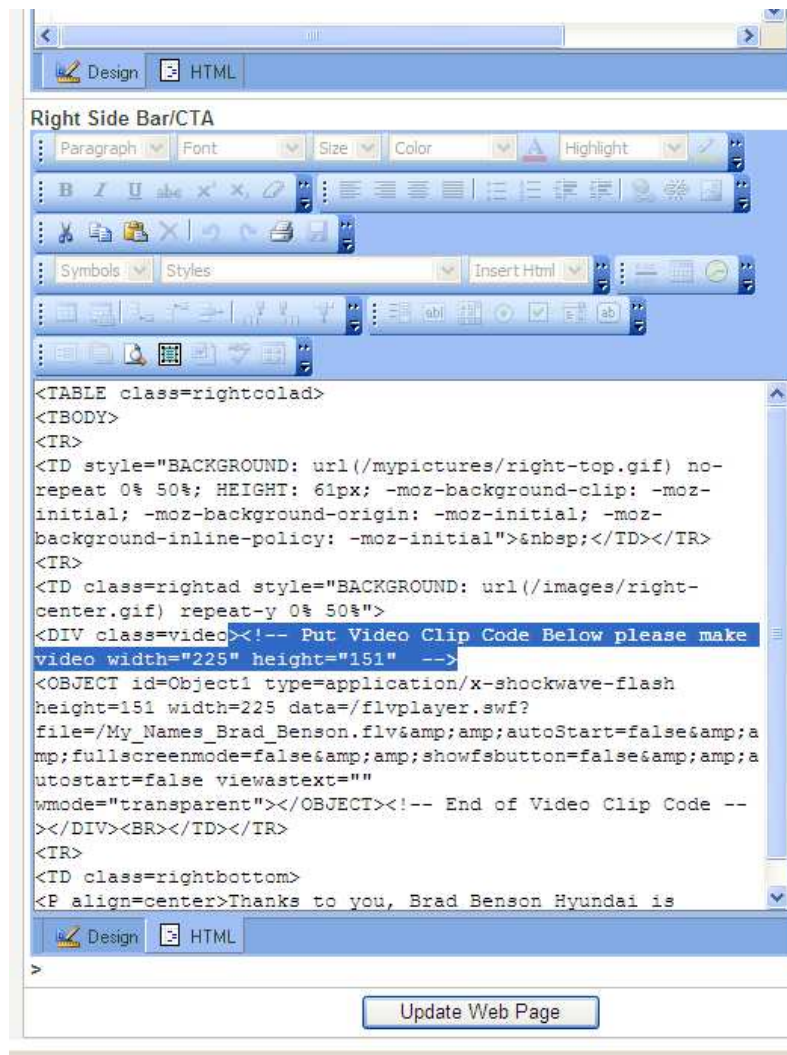 Design HTML
Right Side Bar/CTA
Paragraph Font Size Color A Highlight
B I U abc x² x₂
Symbols Styles Insert Html
abl ab
<TABLE class=rightcolad>
<TBODY>
<TR>
<TD style="BACKGROUND: url(/mypictures/right-top.gif) no-
repeat 0% 50%; HEIGHT: 61px; -moz-background-clip: -moz-
initial; -moz-background-origin: -moz-initial; -moz-
background-inline-policy: -moz-initial">&nbsp;</TD></TR>
<TR>
<TD class=rightad style="BACKGROUND: url(/images/right-
center.gif) repeat-y 0% 50%">
<DIV class=video><!-- Put Video Clip Code Below please make
video width="225" height="151"  -->
<OBJECT id=Object1 type=application/x-shockwave-flash
height=151 width=225 data=/flvplayer.swf?
file=/My_Names_Brad_Benson.flv&amp;amp;autoStart=false&amp;a
mp;fullscreenmode=false&amp;amp;showfsbutton=false&amp;amp;a
utostart=false viewastext=""
wmode="transparent"></OBJECT><!-- End of Video Clip Code --
></DIV><BR></TD></TR>
<TR>
<TD class=rightbottom>
<P align=center>Thanks to you, Brad Benson Hyundai is
Design HTML
>
Update Web Page